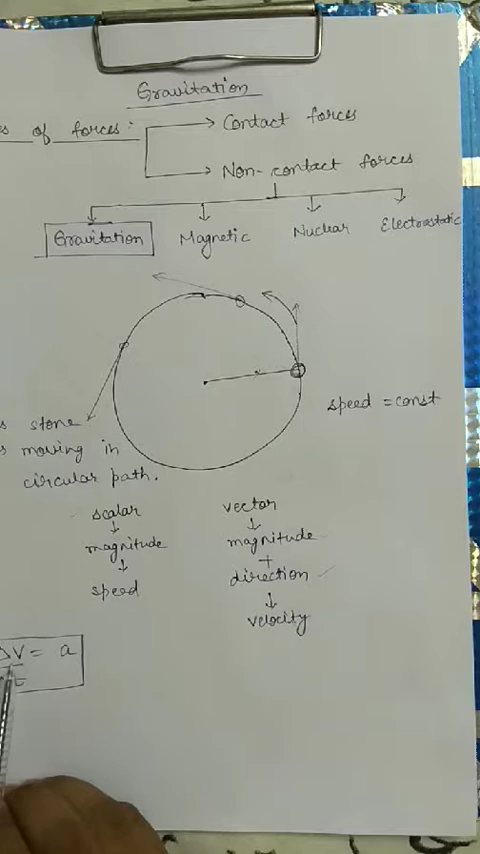 Gravitation
of forces:
Contact forces
Non-contact forces
Gravitation Magnetic Nuclear Electrostatic
speed = const
stone
moving in
circular path.
scalar
magnitude
speed
vector
magnitude
+
direction
velocity
ΔV = a